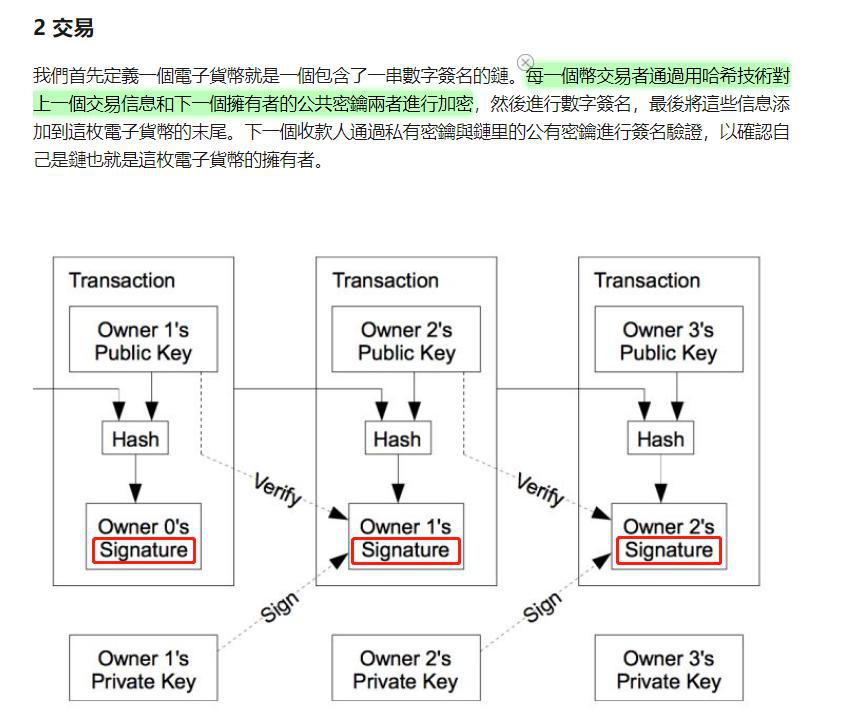 2 交易
我們首先定義一個電子貨幣就是一個包含了一串數字簽名的鏈。每一個幣交易者通過用哈希技術對
上一個交易信息和下一個擁有者的公共密鑰兩者進行加密，然後進行數字簽名，最後將這些信息添
加到這枚電子貨幣的末尾。下一個收款人通過私有密鑰與鏈里的公有密鑰進行簽名驗證，以確認自
己是鏈也就是這枚電子貨幣的擁有者。
Transaction
Owner 1's
Public Key
Hash
Owner 0's
Signature
Verify
Sign
Owner 1's
Private Key
Transaction
Owner 2's
Public Key
Hash
Owner 1's
Signature
Verify
Sign
Owner 2's
Private Key
Transaction
Owner 3's
Public Key
Hash
Owner 2's
Signature
Owner 3's
Private Key